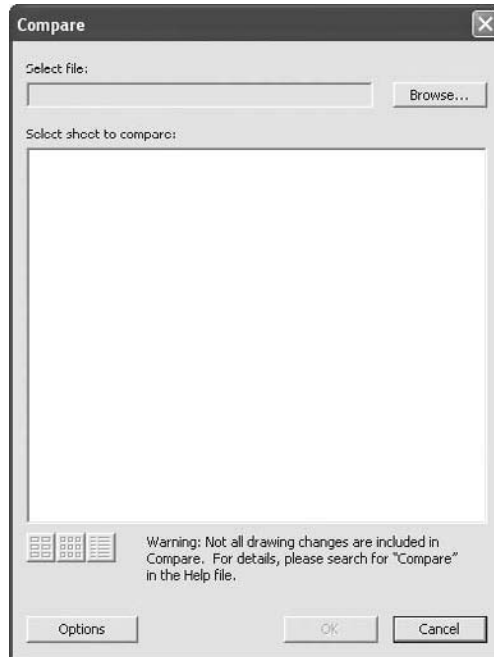 Compare
Select file:
Browse...
Select sheet to compare:
Warning: Not all drawing changes are included in
Compare. For details, please search for "Compare"
in the Help file.
Options
OK
Cancel